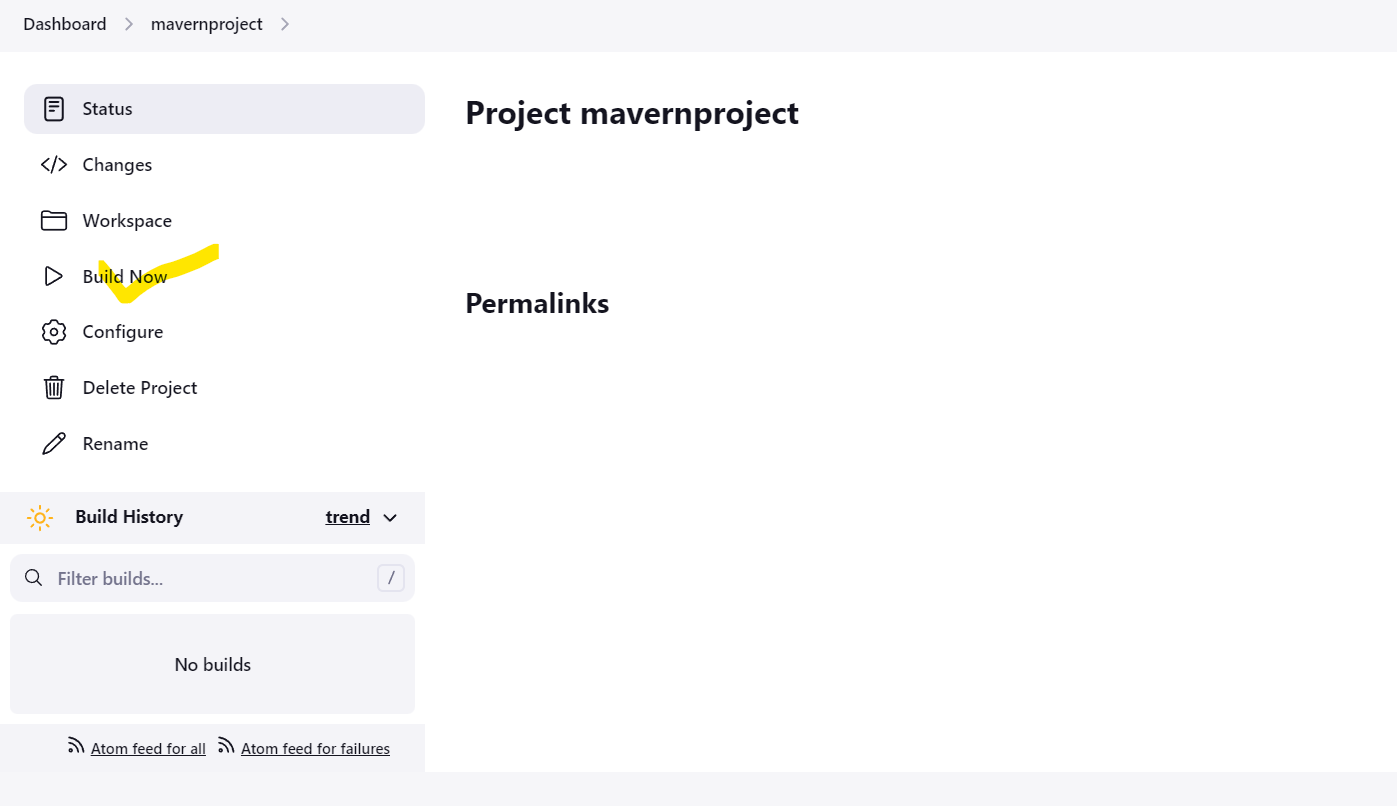 Dashboard > mavernproject >
Status
Changes
Workspace
Build Now
Configure
Delete Project
Rename
Build History trend
Filter builds... /
No builds
Atom feed for all Atom feed for failures
Project mavernproject
Permalinks